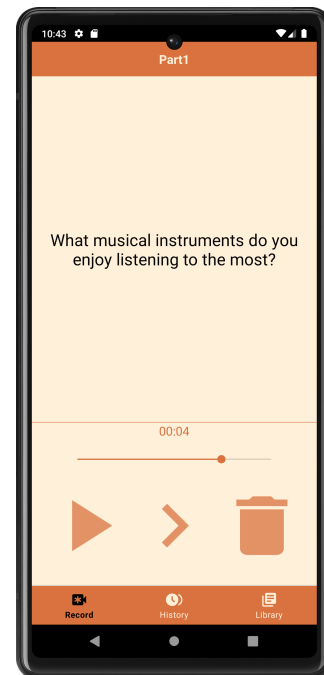 10:43
Part1
What musical instruments do you
enjoy listening to the most?
00:04
Record
History
Library